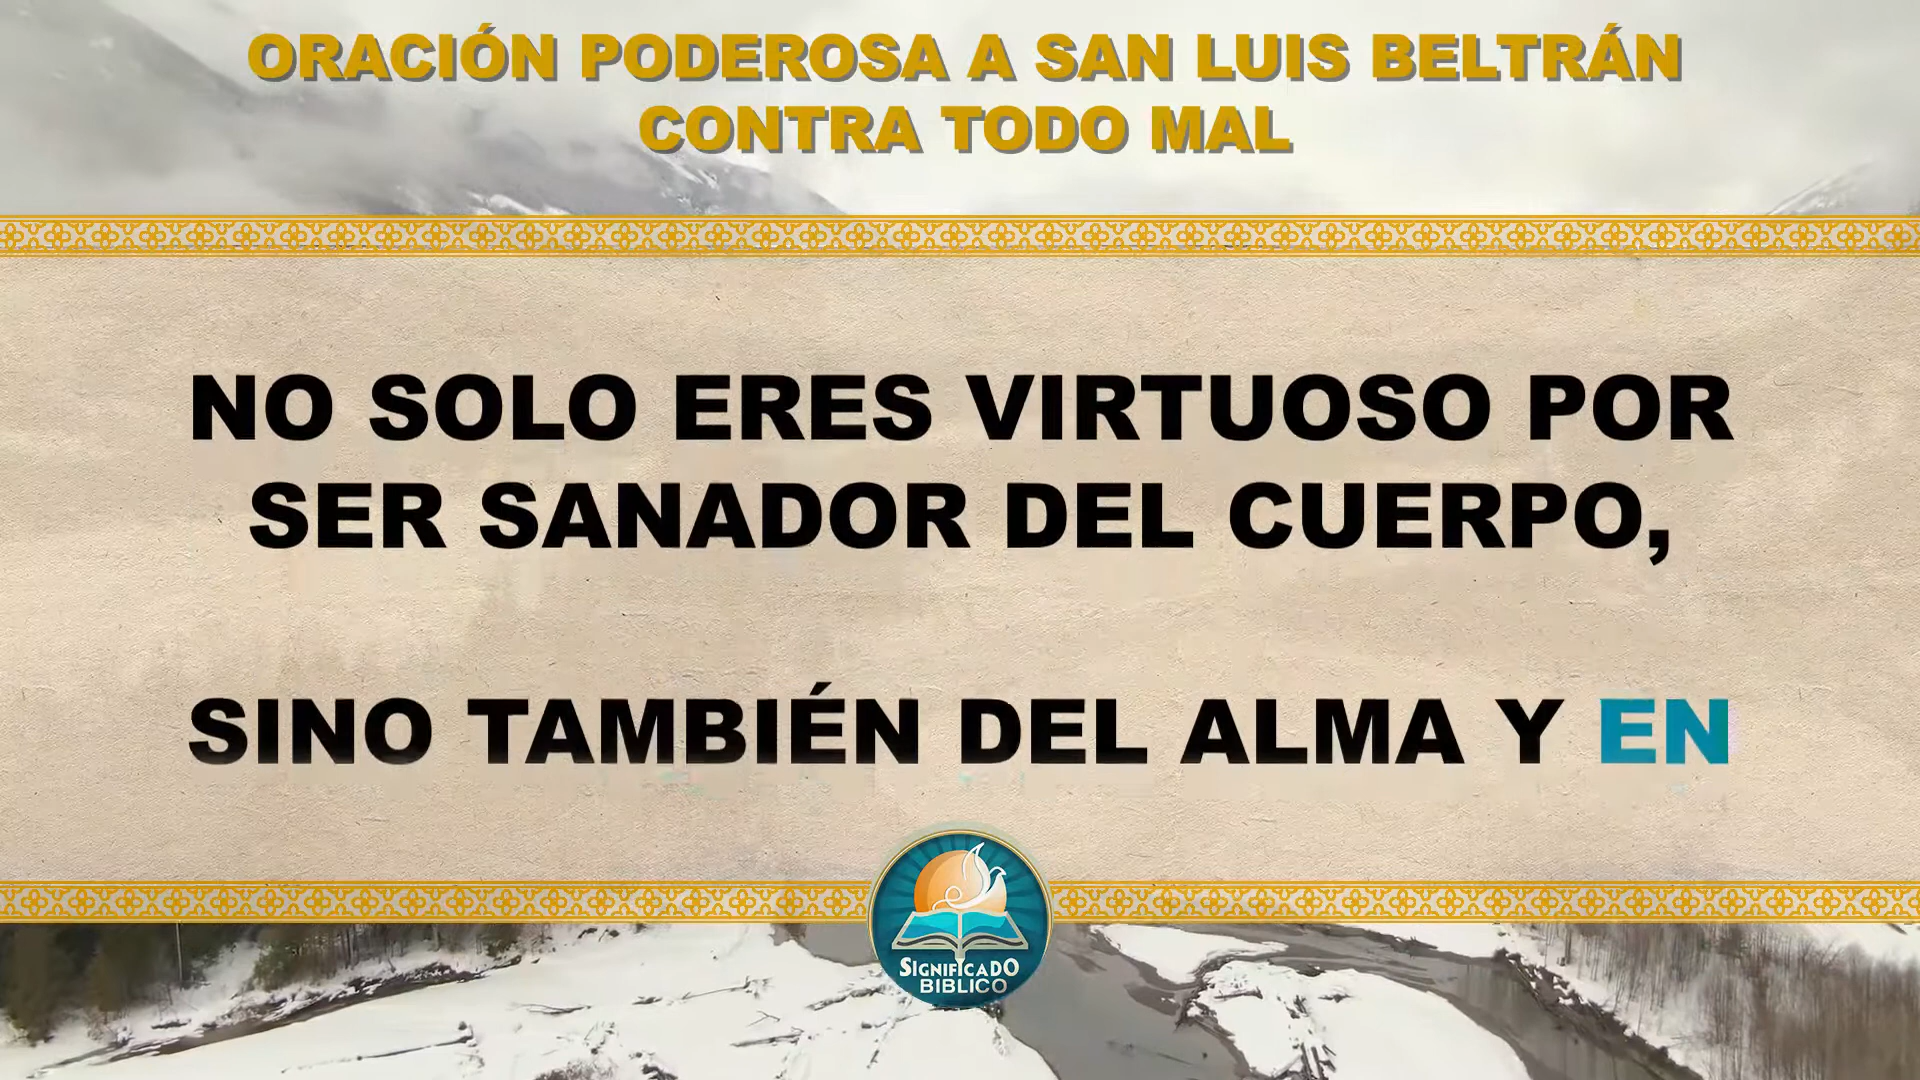 ORACIÓN PODEROSA A SAN LUIS BELTRÁN
CONTRA TODO MAL
NO SOLO ERES VIRTUOSO POR
SER SANADOR DEL CUERPO,
SINO TAMBIÉN DEL ALMA Y EN
SIGNIFICADO
BIBLICO